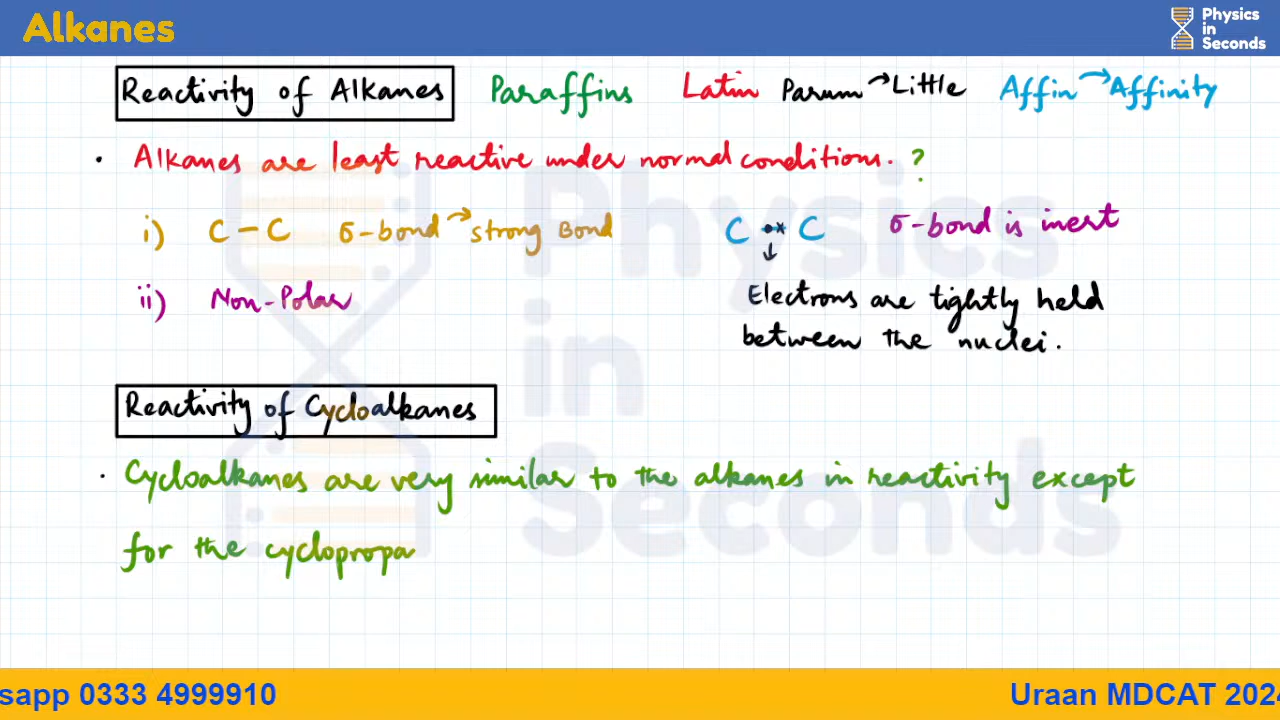 Alkanes
Physics
in
Seconds
Reactivity of Alkanes Paraffins Latin Parum → Little Affin → Affinity
• Alkanes are least reactive under normal conditions. ?
i) C – C σ-bond → strong Bond C •× C σ-bond is inert
ii) Non-Polar
Electrons are tightly held
between the nuclei.
Reactivity of Cycloalkanes
• Cycloalkanes are very similar to the alkanes in reactivity except
for the cyclopropa
Physics
in
Seconds
sapp 0333 4999910 Uraan MDCAT 2024